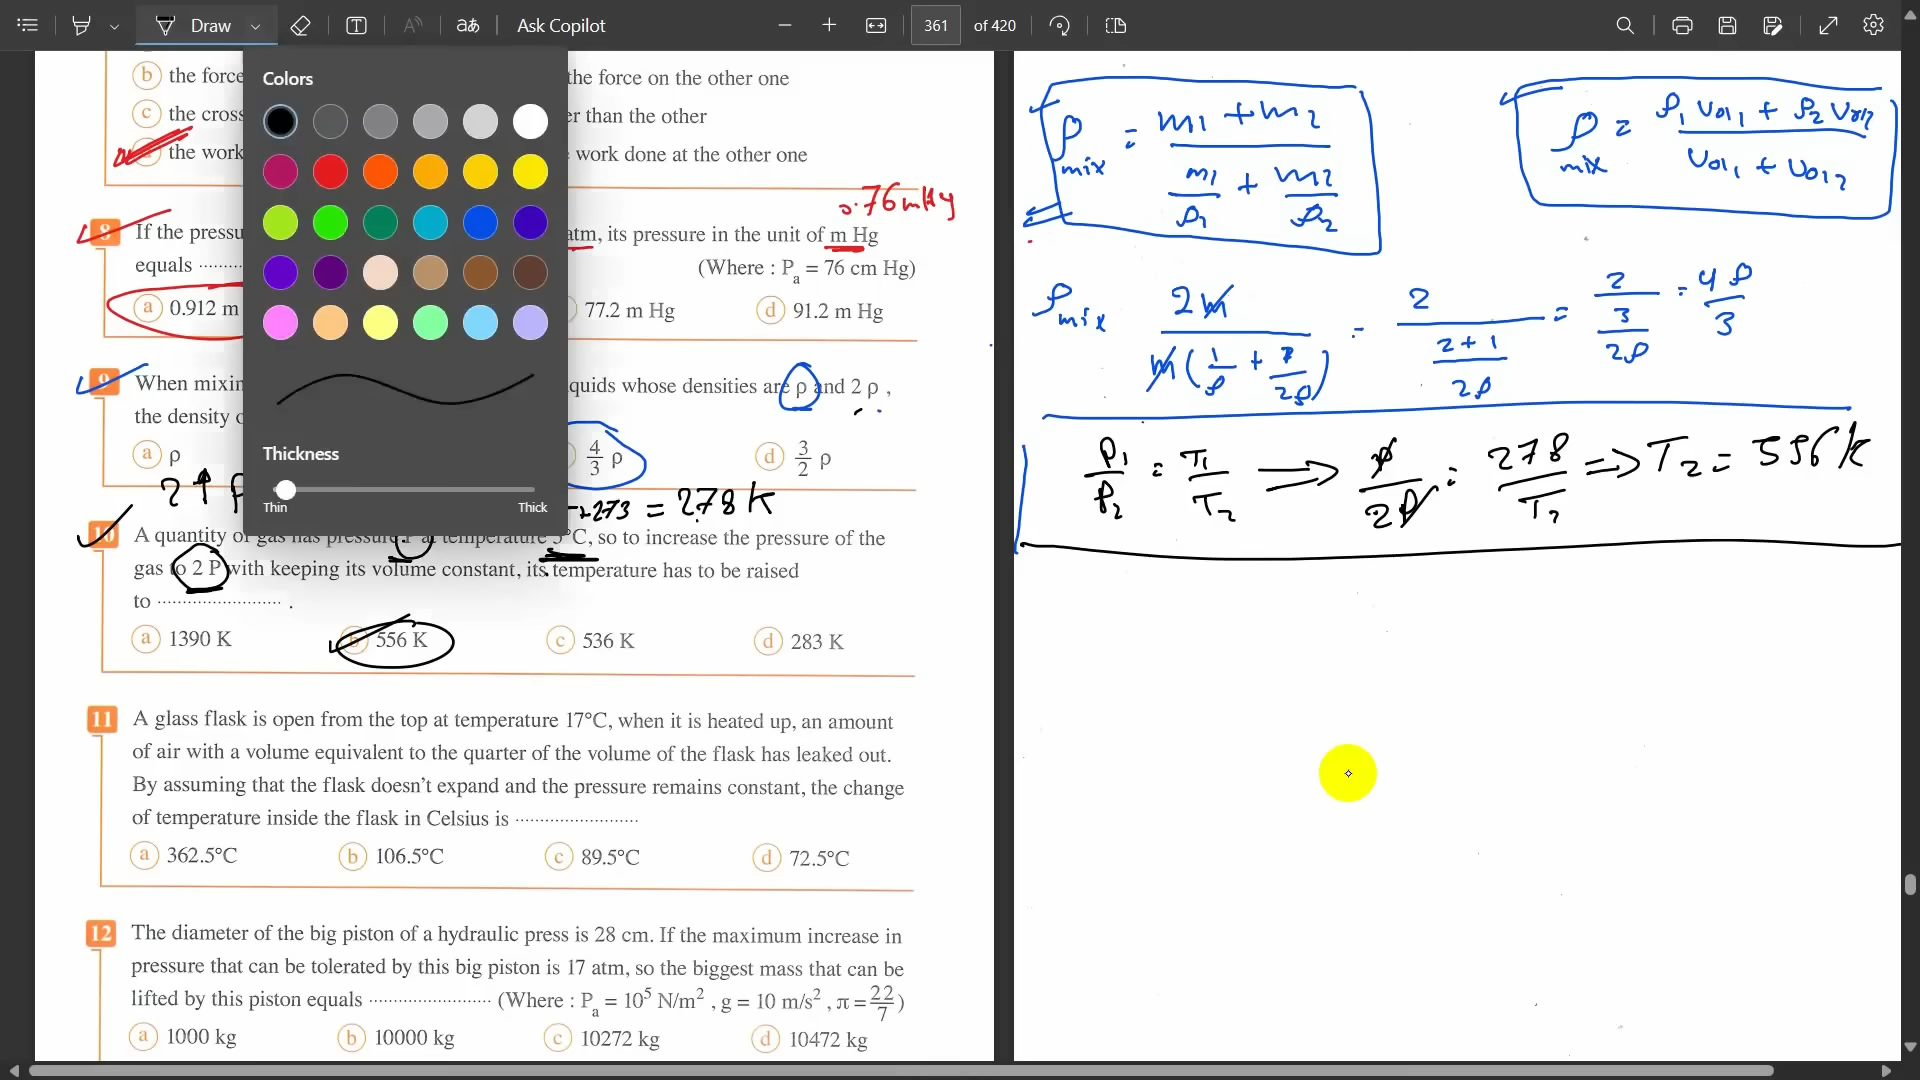 Draw
Ask Copilot
361
of 420
Colors
Thickness
Thin
Thick
b the force
the force on the other one
c the cross
er than the other
the work
work done at the other one
0.76 mHg
8 If the pressu
atm, its pressure in the unit of m Hg
equals
(Where : Pa = 76 cm Hg)
a 0.912 m
77.2 m Hg
d 91.2 m Hg
9 When mixin
quids whose densities are ρ and 2 ρ ,
the density o
a ρ
4/3 ρ
d 3/2 ρ
2 ↑ P
+273 = 278 K
10 A quantity of gas has pressure P at temperature 5°C, so to increase the pressure of the
gas to 2 P with keeping its volume constant, its temperature has to be raised
to ........................ .
a 1390 K
b 556 K
c 536 K
d 283 K
11 A glass flask is open from the top at temperature 17°C, when it is heated up, an amount
of air with a volume equivalent to the quarter of the volume of the flask has leaked out.
By assuming that the flask doesn't expand and the pressure remains constant, the change
of temperature inside the flask in Celsius is ........................
a 362.5°C
b 106.5°C
c 89.5°C
d 72.5°C
12 The diameter of the big piston of a hydraulic press is 28 cm. If the maximum increase in
pressure that can be tolerated by this big piston is 17 atm, so the biggest mass that can be
lifted by this piston equals ........................ (Where : Pa = 10⁵ N/m² , g = 10 m/s² , π = 22/7 )
a 1000 kg
b 10000 kg
c 10272 kg
d 10472 kg
ρ mix = m1 + m2 / m1/ρ1 + m2/ρ2
ρ mix = ρ1 Vol1 + ρ2 Vol2 / Vol1 + Vol2
ρ mix 2m / m(1/ρ + 1/2ρ) = 2 / 2+1/2ρ = 2 / 3/2ρ = 4ρ/3
P1/P2 = T1/T2 ⟹ P/2P = 278/T2 ⟹ T2 = 556 K